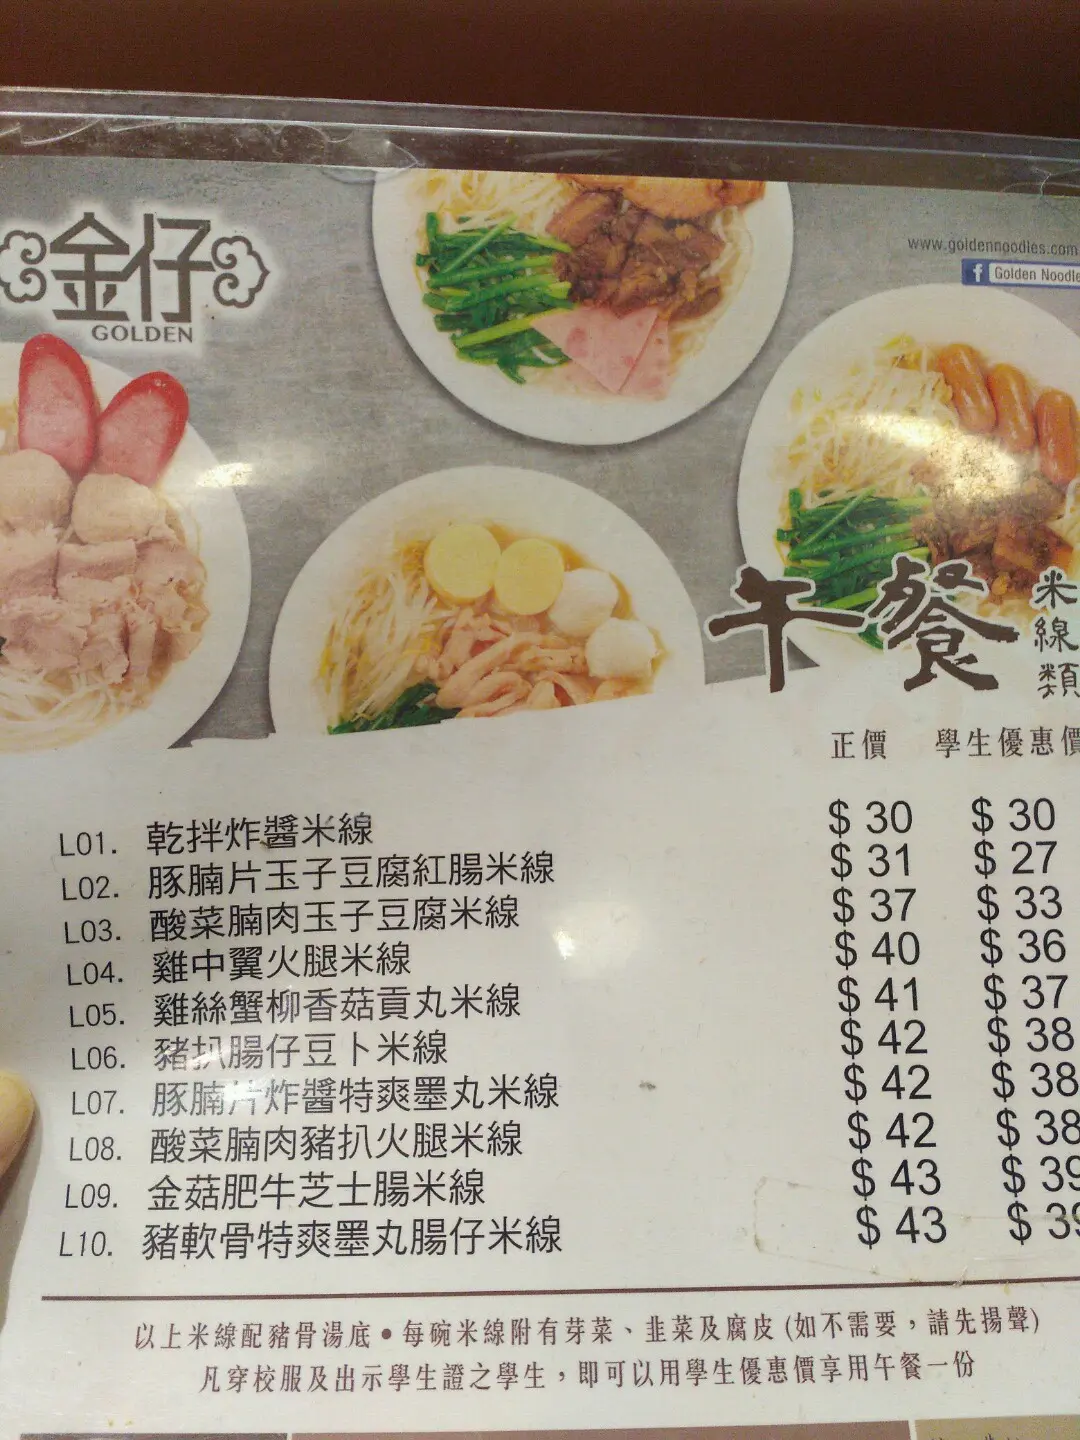 金仔
GOLDEN
www.goldennoodles.com
f Golden Noodle
午餐 米線類
正價 學生優惠價
L01. 乾拌炸醬米線 $ 30 $ 30
L02. 豚腩片玉子豆腐紅腸米線 $ 31 $ 27
L03. 酸菜腩肉玉子豆腐米線 $ 37 $ 33
L04. 雞中翼火腿米線 $ 40 $ 36
L05. 雞絲蟹柳香菇貢丸米線 $ 41 $ 37
L06. 豬扒腸仔豆卜米線 $ 42 $ 38
L07. 豚腩片炸醬特爽墨丸米線 $ 42 $ 38
L08. 酸菜腩肉豬扒火腿米線 $ 42 $ 38
L09. 金菇肥牛芝士腸米線 $ 43 $ 39
L10. 豬軟骨特爽墨丸腸仔米線 $ 43 $ 39
以上米線配豬骨湯底 • 每碗米線附有芽菜、韭菜及腐皮 (如不需要，請先揚聲)
凡穿校服及出示學生證之學生，即可以用學生優惠價享用午餐一份